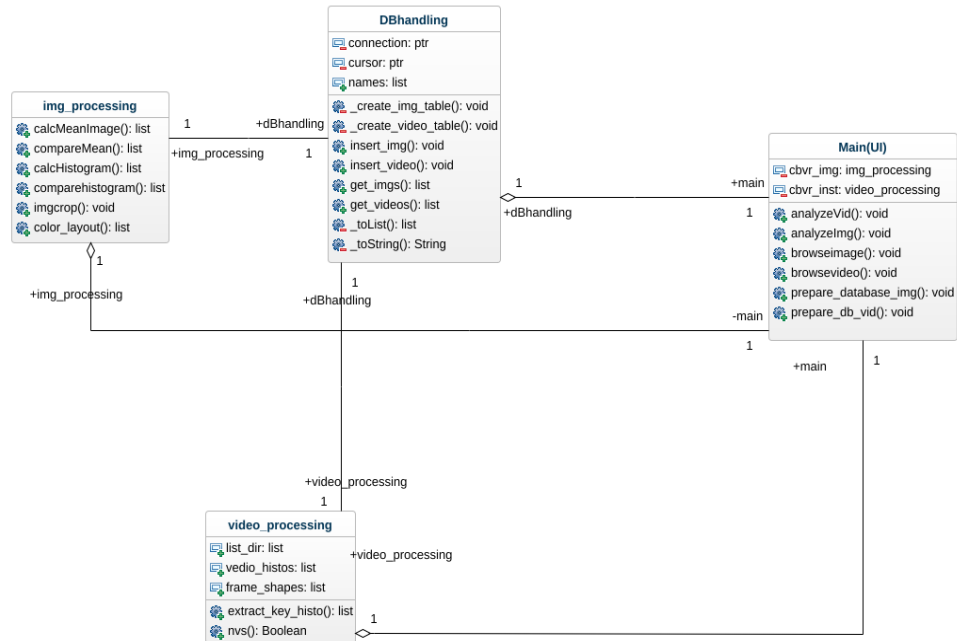 DBhandling
connection: ptr
cursor: ptr
names: list
_create_img_table(): void
_create_video_table(): void
insert_img(): void
insert_video(): void
get_imgs(): list
get_videos(): list
_toList(): list
_toString(): String
img_processing
calcMeanImage(): list
compareMean(): list
calcHistogram(): list
comparehistogram(): list
imgcrop(): void
color_layout(): list
1
+dBhandling
+img_processing
1
Main(UI)
cbvr_img: img_processing
cbvr_inst: video_processing
analyzeVid(): void
analyzeImg(): void
browseimage(): void
browsevideo(): void
prepare_database_img(): void
prepare_db_vid(): void
1
+main
+dBhandling
1
1
+img_processing
1
+dBhandling
-main
1
+main
1
+video_processing
1
video_processing
list_dir: list
vedio_histos: list
frame_shapes: list
extract_key_histo(): list
nvs(): Boolean
+video_processing
1